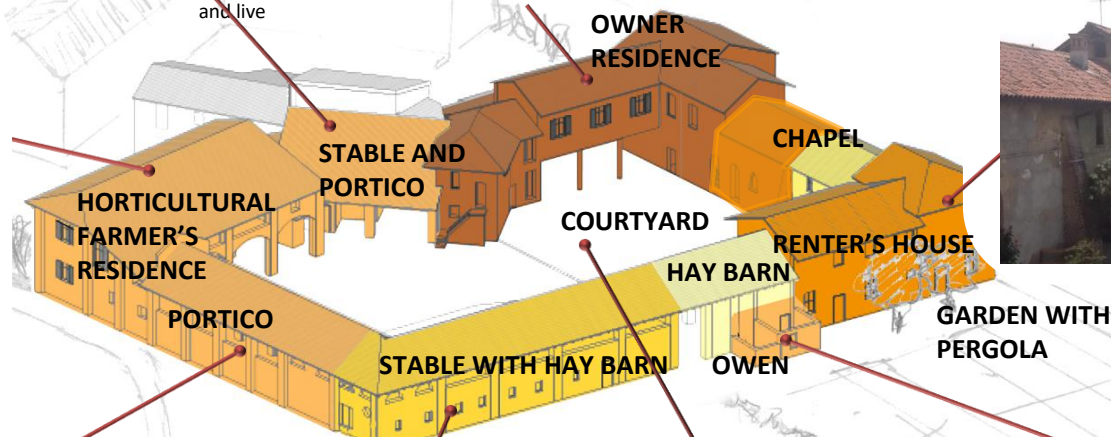 and live
OWNER
RESIDENCE
CHAPEL
STABLE AND
PORTICO
HORTICULTURAL
FARMER'S
RESIDENCE
COURTYARD
RENTER'S HOUSE
HAY BARN
PORTICO
GARDEN WITH
PERGOLA
STABLE WITH HAY BARN
OWEN